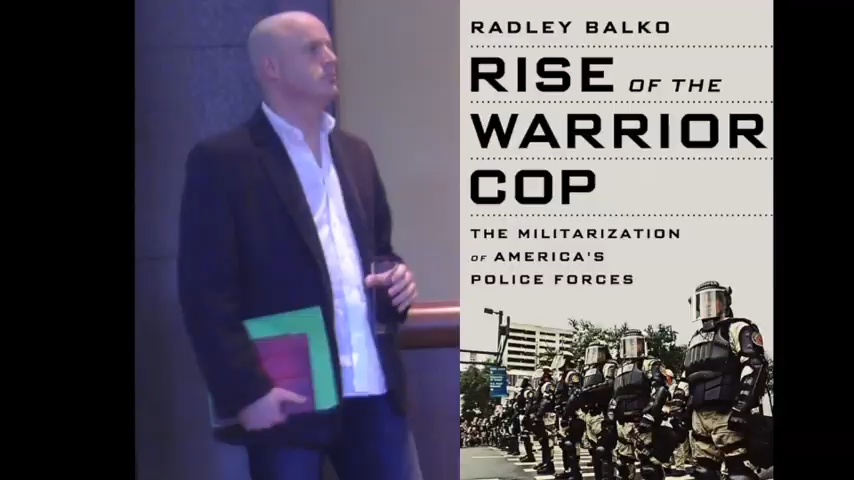 RADLEY BALKO
RISE OF THE
WARRIOR
COP
THE MILITARIZATION
OF AMERICA'S
POLICE FORCES